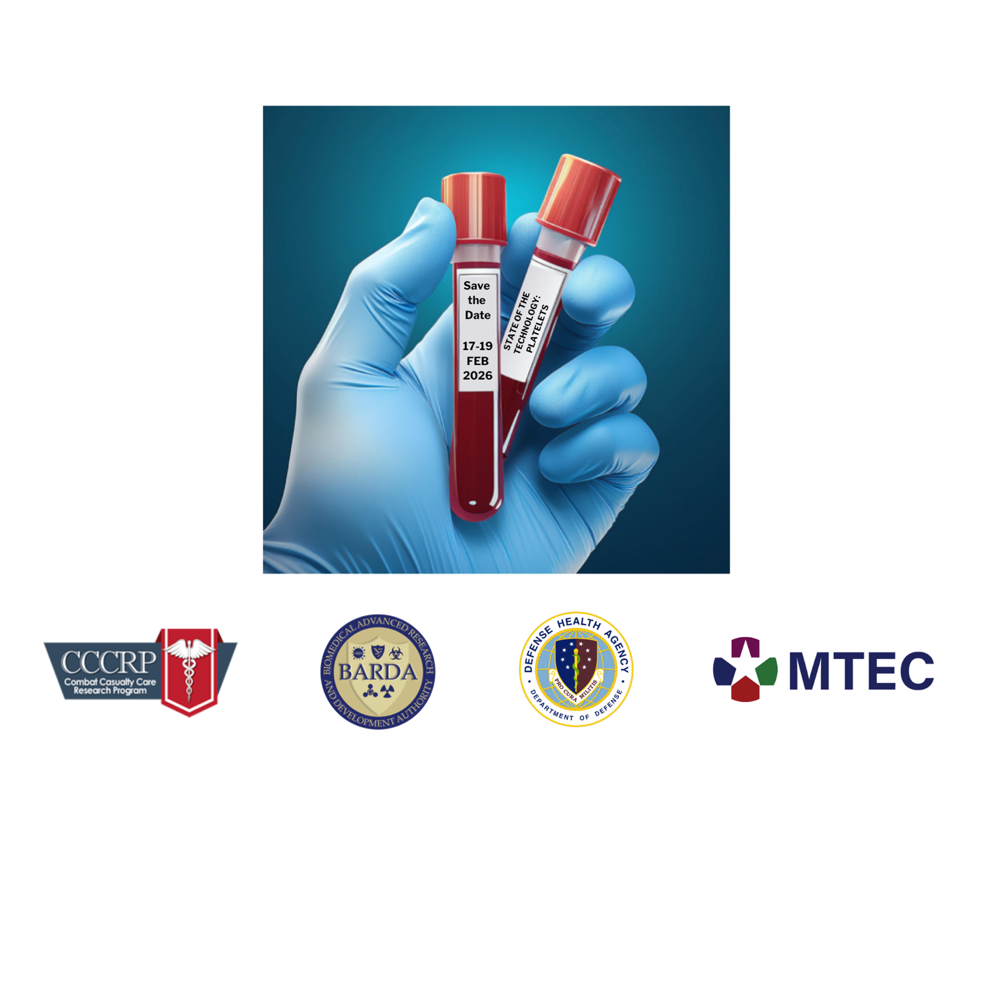 Save
the
Date
17-19
FEB
2026
STATE OF THE
TECHNOLOGY:
PLATELETS
CCCRP
Combat Casualty Care
Research Program
BIOMEDICAL ADVANCED RESEARCH
BARDA
AND DEVELOPMENT AUTHORITY
DEFENSE HEALTH AGENCY
PRO CURA MILITIS
DEPARTMENT OF DEFENSE
MTEC